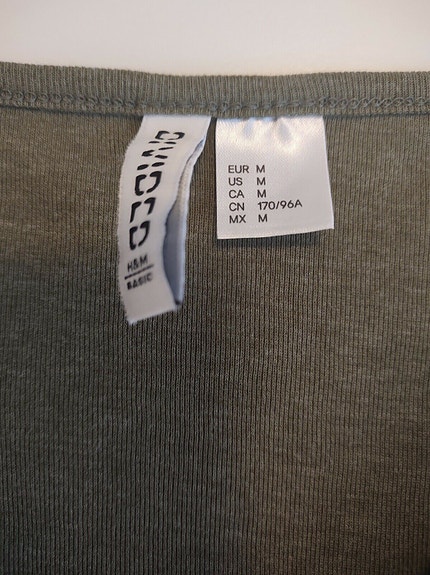 DIVIDED
H&M
BASIC
EUR M
US M
CA M
CN 170/96A
MX M